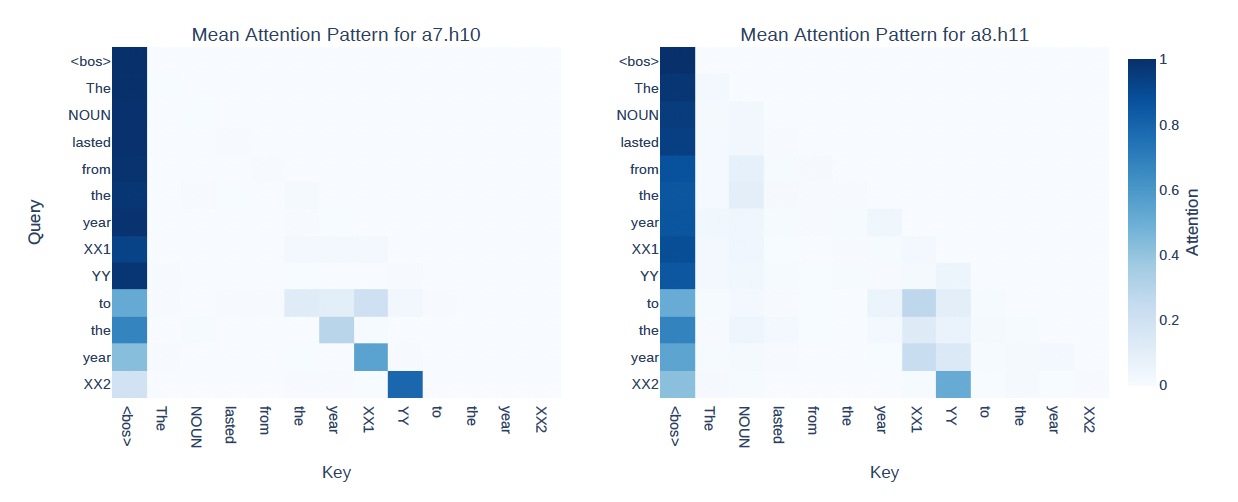 Mean Attention Pattern for a7.h10
Mean Attention Pattern for a8.h11
Query
<bos>
The
NOUN
lasted
from
the
year
XX1
YY
to
the
year
XX2
<bos>
The
NOUN
lasted
from
the
year
XX1
YY
to
the
year
XX2
Key
<bos>
The
NOUN
lasted
from
the
year
XX1
YY
to
the
year
XX2
<bos>
The
NOUN
lasted
from
the
year
XX1
YY
to
the
year
XX2
Key
1
0.8
0.6
0.4
0.2
0
Attention